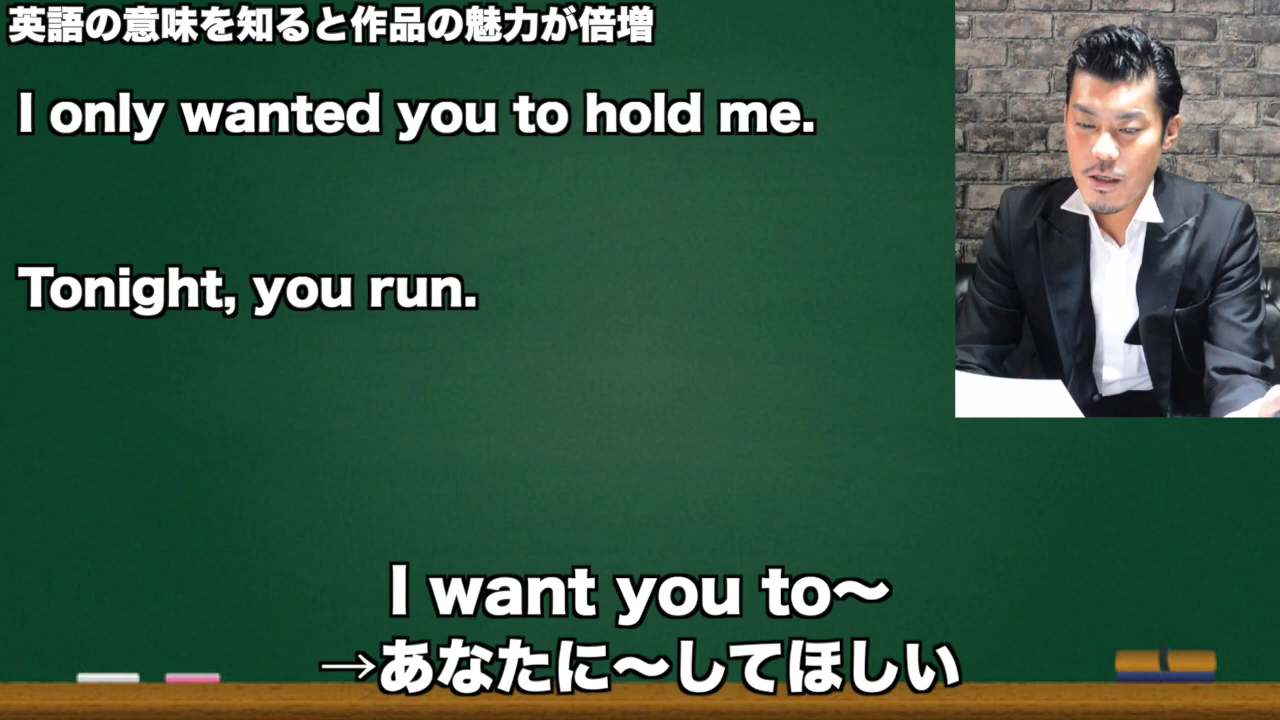 英語の意味を知ると作品の魅力が倍増
I only wanted you to hold me.
Tonight, you run.
I want you to〜
→あなたに〜してほしい